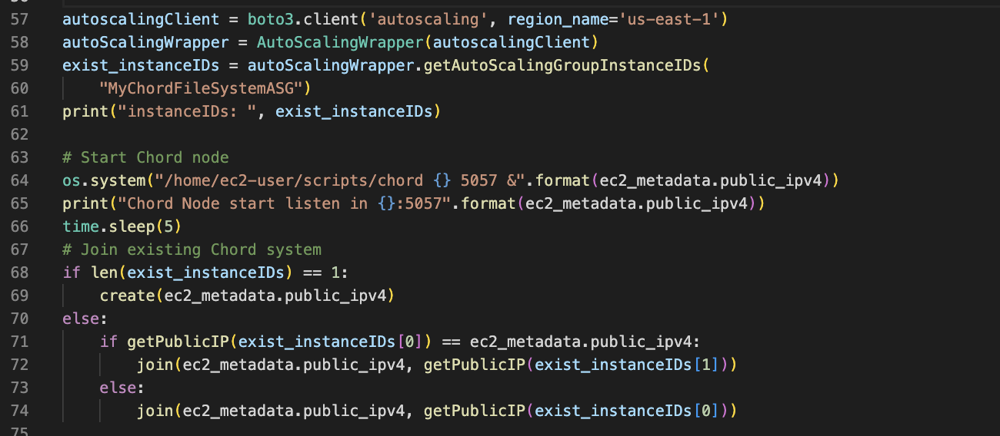 57 autoscalingClient = boto3.client('autoscaling', region_name='us-east-1')
58 autoScalingWrapper = AutoScalingWrapper(autoscalingClient)
59 exist_instanceIDs = autoScalingWrapper.getAutoScalingGroupInstanceIDs(
60     "MyChordFileSystemASG")
61 print("instanceIDs: ", exist_instanceIDs)
62
63 # Start Chord node
64 os.system("/home/ec2-user/scripts/chord {} 5057 &".format(ec2_metadata.public_ipv4))
65 print("Chord Node start listen in {}:5057".format(ec2_metadata.public_ipv4))
66 time.sleep(5)
67 # Join existing Chord system
68 if len(exist_instanceIDs) == 1:
69     create(ec2_metadata.public_ipv4)
70 else:
71     if getPublicIP(exist_instanceIDs[0]) == ec2_metadata.public_ipv4:
72         join(ec2_metadata.public_ipv4, getPublicIP(exist_instanceIDs[1]))
73     else:
74         join(ec2_metadata.public_ipv4, getPublicIP(exist_instanceIDs[0]))
75